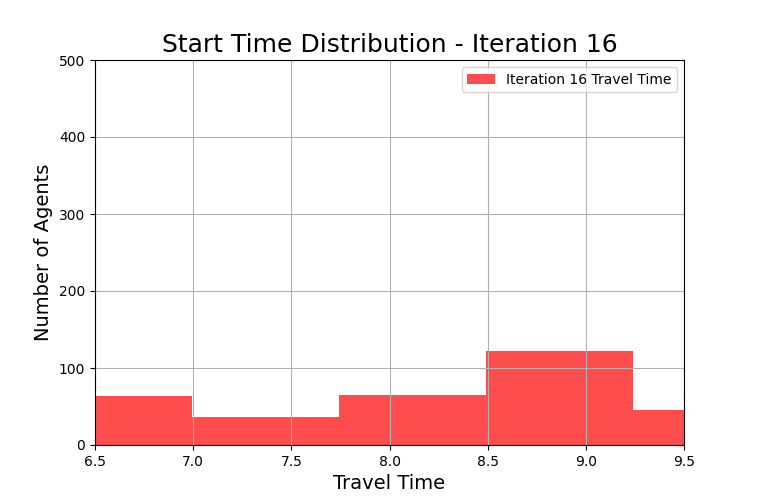 Start Time Distribution - Iteration 16
Iteration 16 Travel Time
Number of Agents
500
400
300
200
100
0
6.5 7.0 7.5 8.0 8.5 9.0 9.5
Travel Time